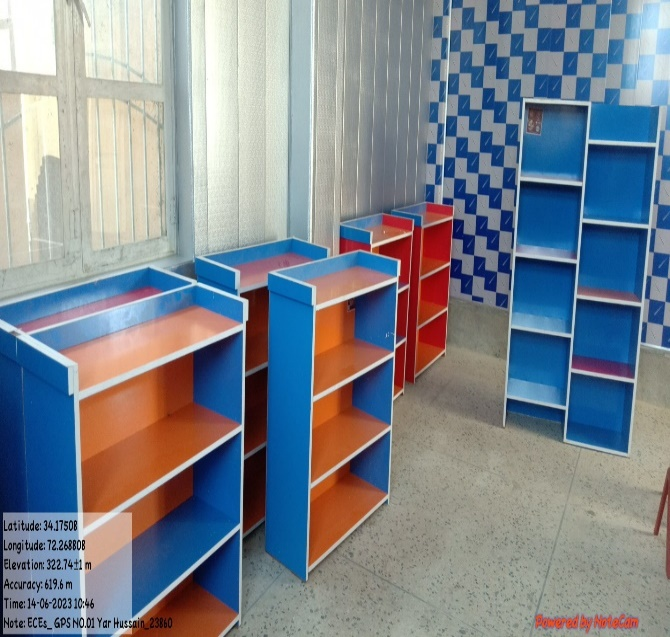 Latitude: 34.17508
Longitude: 72.268808
Elevation: 322.74±1 m
Accuracy: 619.6 m
Time: 14-06-2023 10:46
Note: ECEs_ GPS NO.01 Yar Hussain_23860
Powered by NoteCam